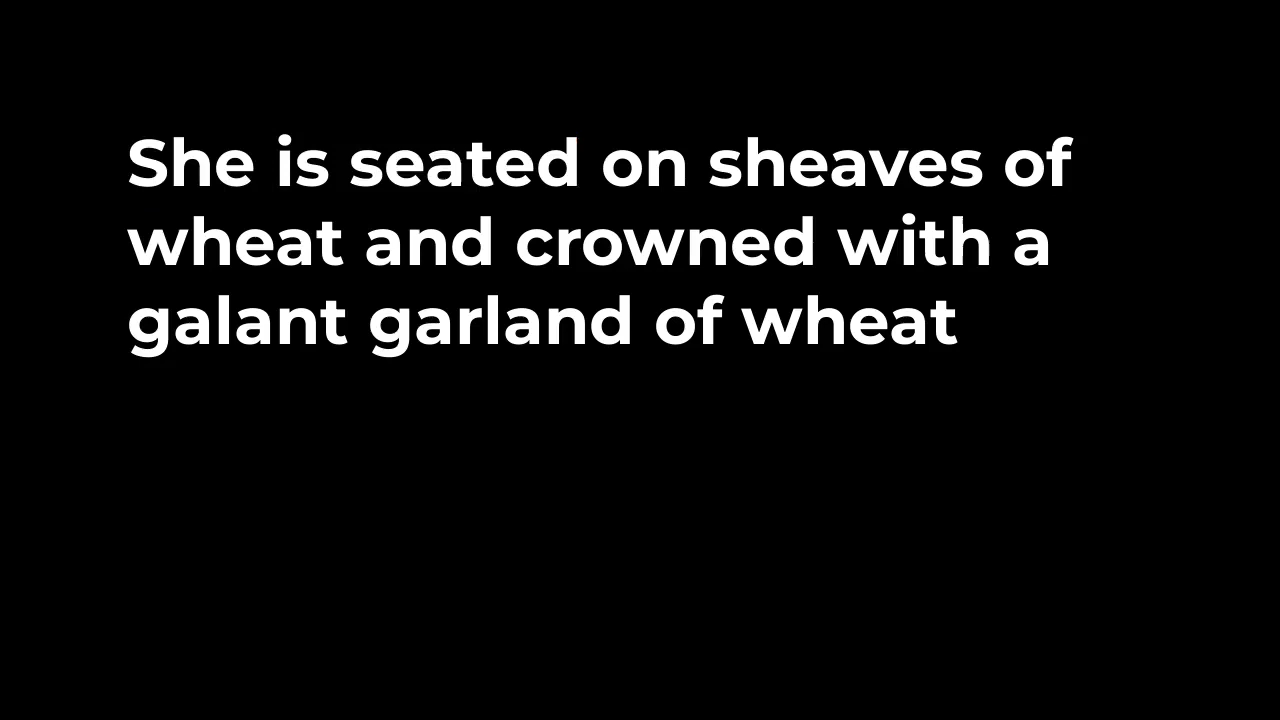 She is seated on sheaves of
wheat and crowned with a
galant garland of wheat